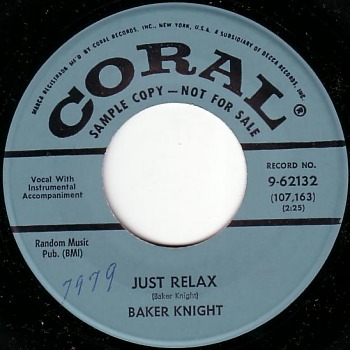 MARCA REGISTRADA MFG'D BY CORAL RECORDS, INC., NEW YORK, U.S.A. A SUBSIDIARY OF DECCA RECORDS, INC.
CORAL®
SAMPLE COPY — NOT FOR SALE
Vocal With
Instrumental
Accompaniment
RECORD NO.
9-62132
(107,163)
(2:25)
Random Music
Pub. (BMI)
7979
JUST RELAX
(Baker Knight)
BAKER KNIGHT